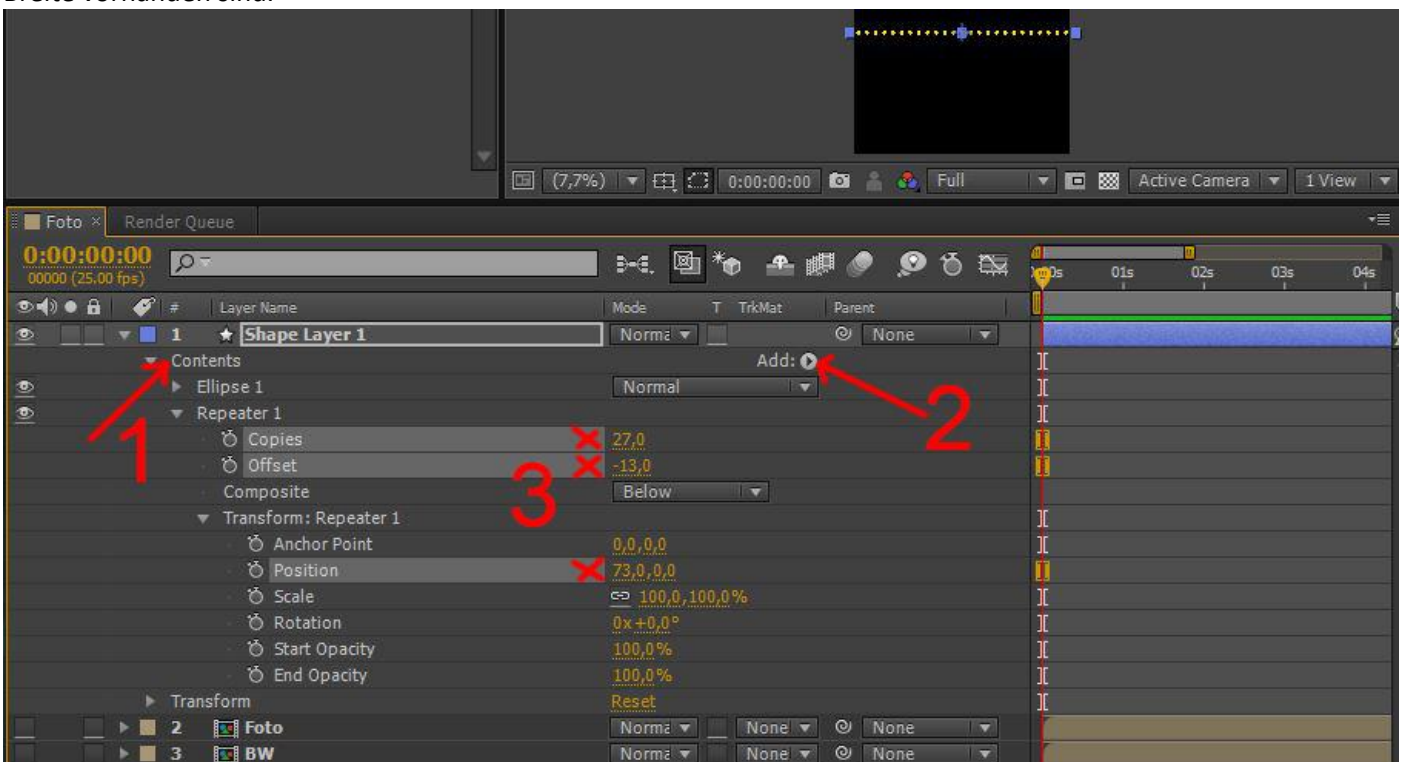 Breite vorhanden sind.
(7,7%) 0:00:00:00 Full Active Camera 1 View
Foto × Render Queue
0:00:00:00
00000 (25.00 fps)
01s 02s 03s 04s
# Layer Name Mode T TrkMat Parent
1 Shape Layer 1 Norma None
Contents Add:
Ellipse 1 Normal
Repeater 1
1 2
Copies 27,0
Offset -13,0
3
Composite Below
Transform: Repeater 1
Anchor Point 0,0,0,0
Position 73,0,0,0
Scale 100,0,100,0%
Rotation 0x+0,0°
Start Opacity 100,0%
End Opacity 100,0%
Transform Reset
2 Foto Norma None None
3 BW Norma None None